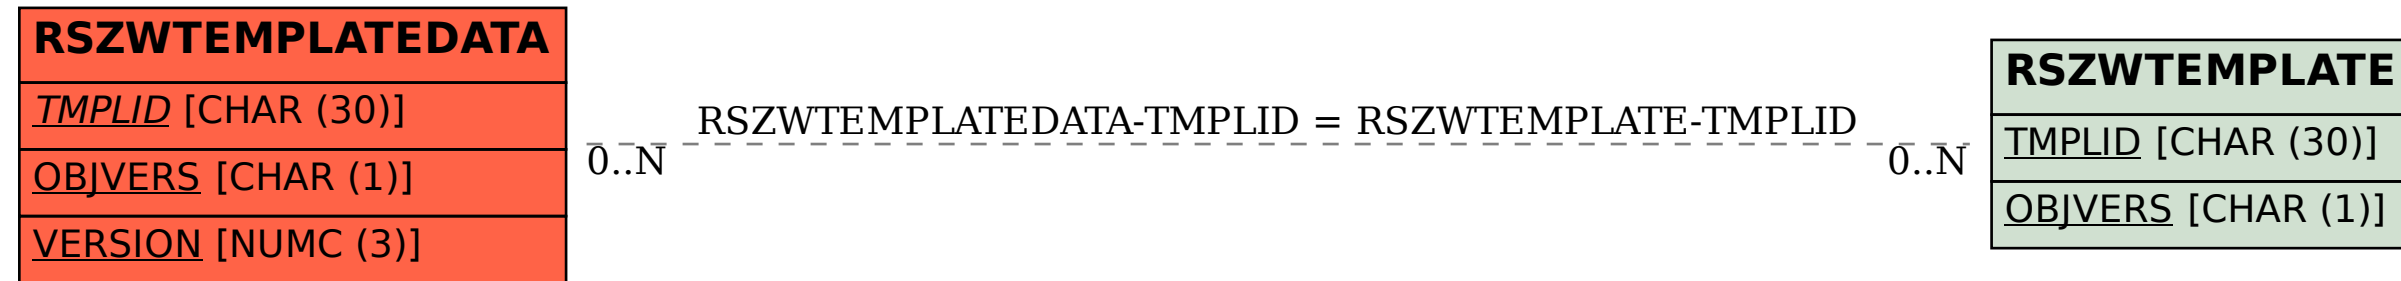 RSZWTEMPLATEDATA
TMPLID [CHAR (30)]
OBJVERS [CHAR (1)]
VERSION [NUMC (3)]
RSZWTEMPLATEDATA-TMPLID = RSZWTEMPLATE-TMPLID
0..N
0..N
RSZWTEMPLATE
TMPLID [CHAR (30)]
OBJVERS [CHAR (1)]